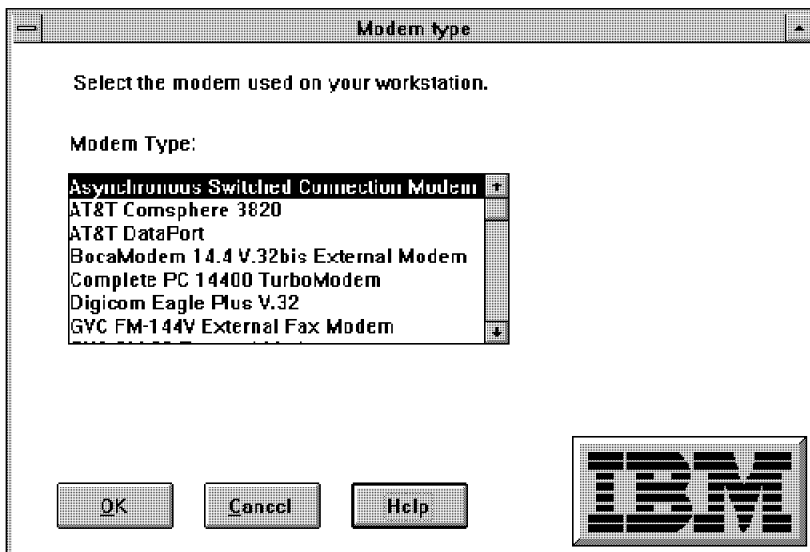 Modem type
Select the modem used on your workstation.
Modem Type:
Asynchronous Switched Connection Modem
AT&T Comsphere 3820
AT&T DataPort
BocaModem 14.4 V.32bis External Modem
Complete PC 14400 TurboModem
Digicom Eagle Plus V.32
GVC FM-144V External Fax Modem
OK Cancel Help
IBM